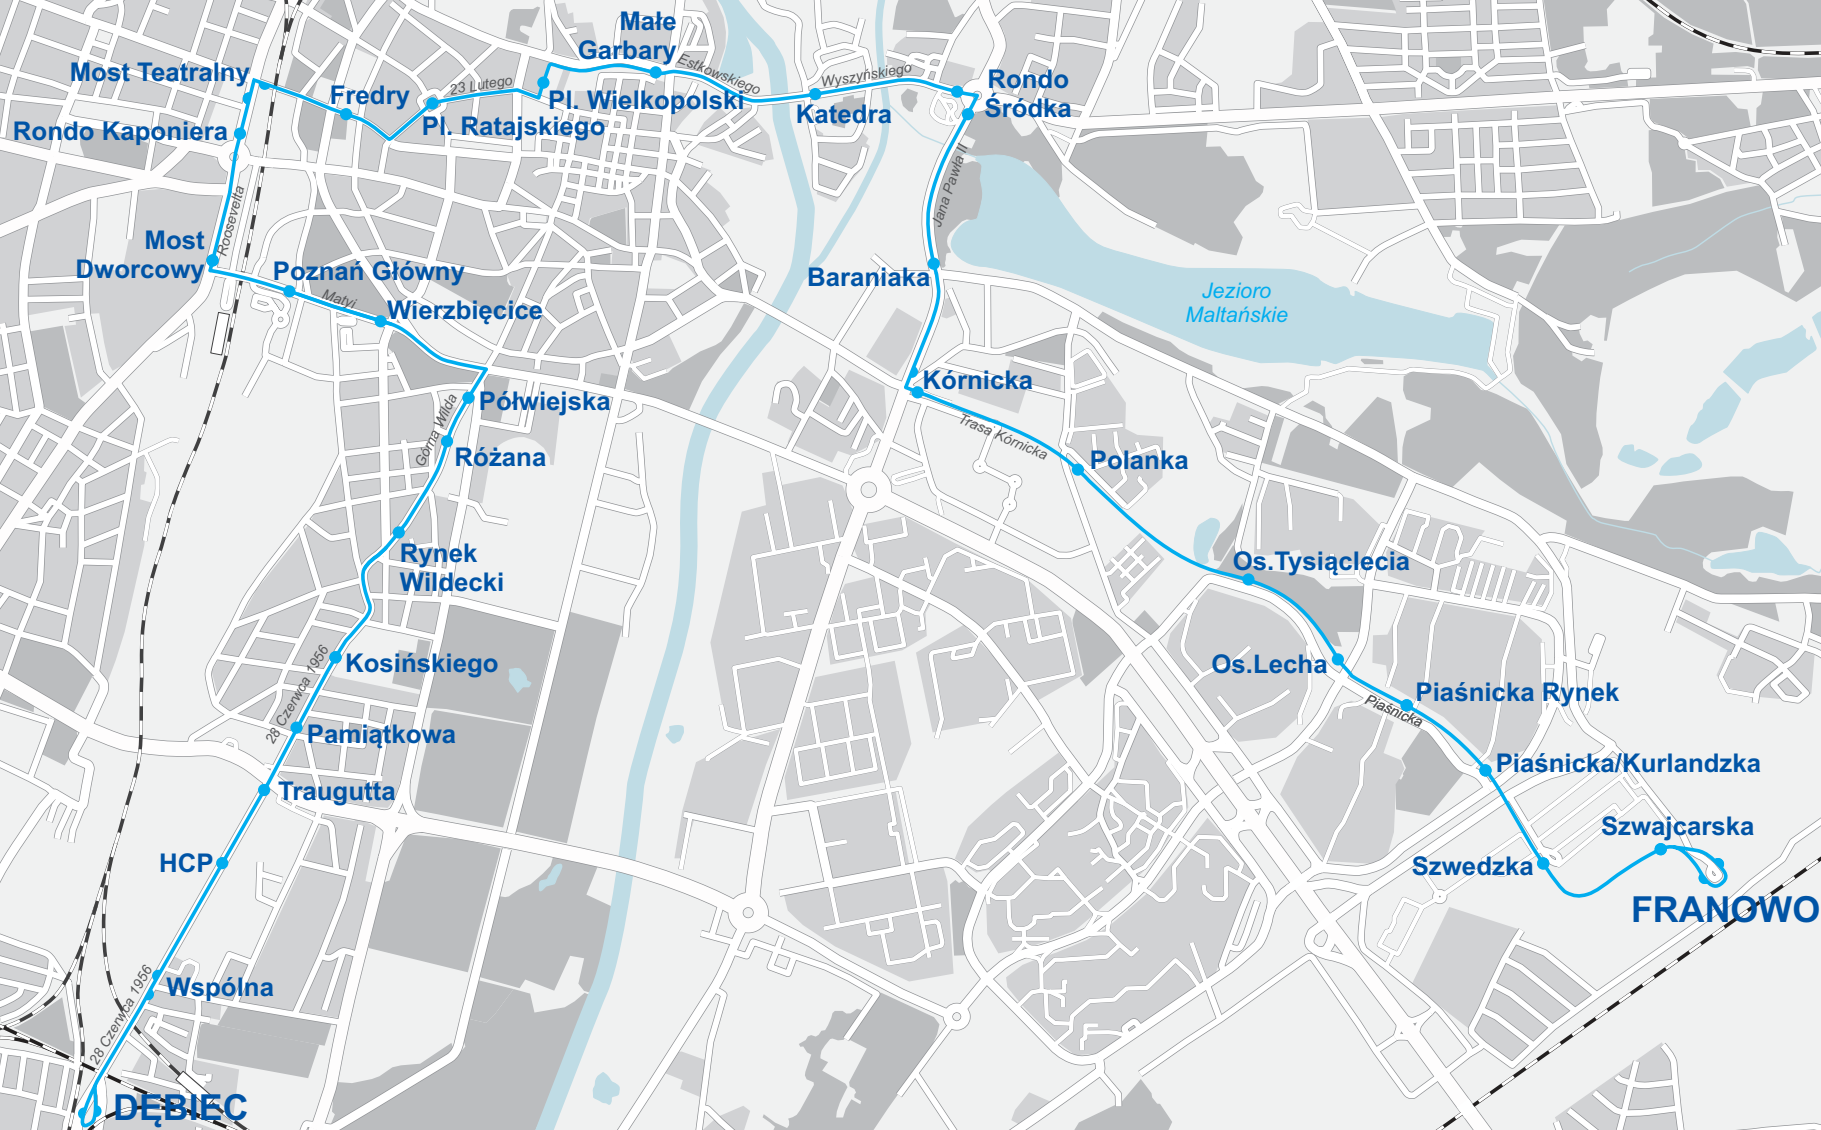 Małe
Garbary
Most Teatralny
Fredry
23 Lutego
Estkowskiego
Wyszyńskiego
Rondo
Śródka
Pl. Wielkopolski
Katedra
Pl. Ratajskiego
Rondo Kaponiera
Jana Pawła II
Roosevelta
Most
Dworcowy
Poznań Główny
Matyi
Wierzbięcice
Baraniaka
Jezioro
Maltańskie
Kórnicka
Półwiejska
Górna Wilda
Trasa Kórnicka
Różana
Polanka
Rynek
Wildecki
Os.Tysiąclecia
28 Czerwca 1956
Kosińskiego
Os.Lecha
Piaśnicka Rynek
Piaśnicka
Pamiątkowa
Piaśnicka/Kurlandzka
Traugutta
Szwajcarska
HCP
Szwedzka
FRANOWO
28 Czerwca 1956
Wspólna
DĘBIEC